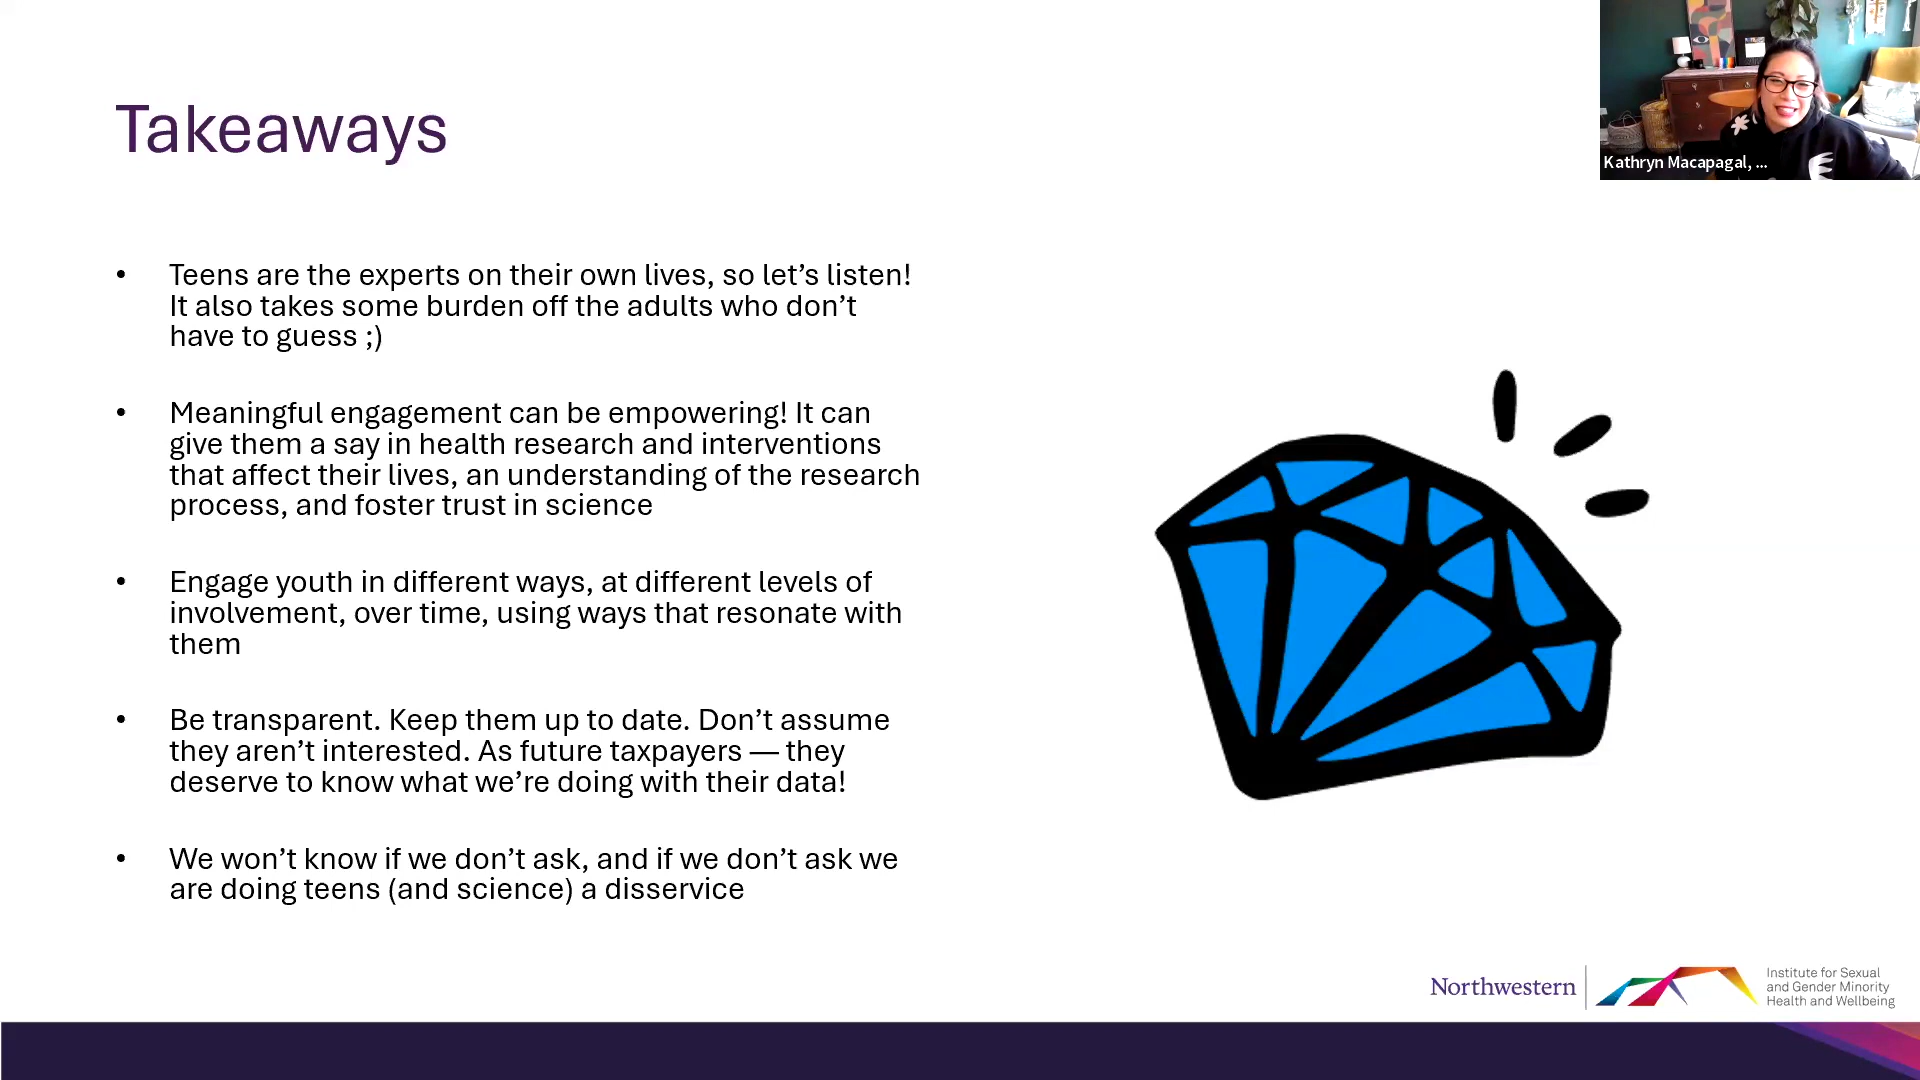 Takeaways
Kathryn Macapagal, ...
• Teens are the experts on their own lives, so let’s listen!
It also takes some burden off the adults who don’t
have to guess ;)
• Meaningful engagement can be empowering! It can
give them a say in health research and interventions
that affect their lives, an understanding of the research
process, and foster trust in science
• Engage youth in different ways, at different levels of
involvement, over time, using ways that resonate with
them
• Be transparent. Keep them up to date. Don’t assume
they aren’t interested. As future taxpayers — they
deserve to know what we’re doing with their data!
• We won’t know if we don’t ask, and if we don’t ask we
are doing teens (and science) a disservice
Northwestern
Institute for Sexual
and Gender Minority
Health and Wellbeing